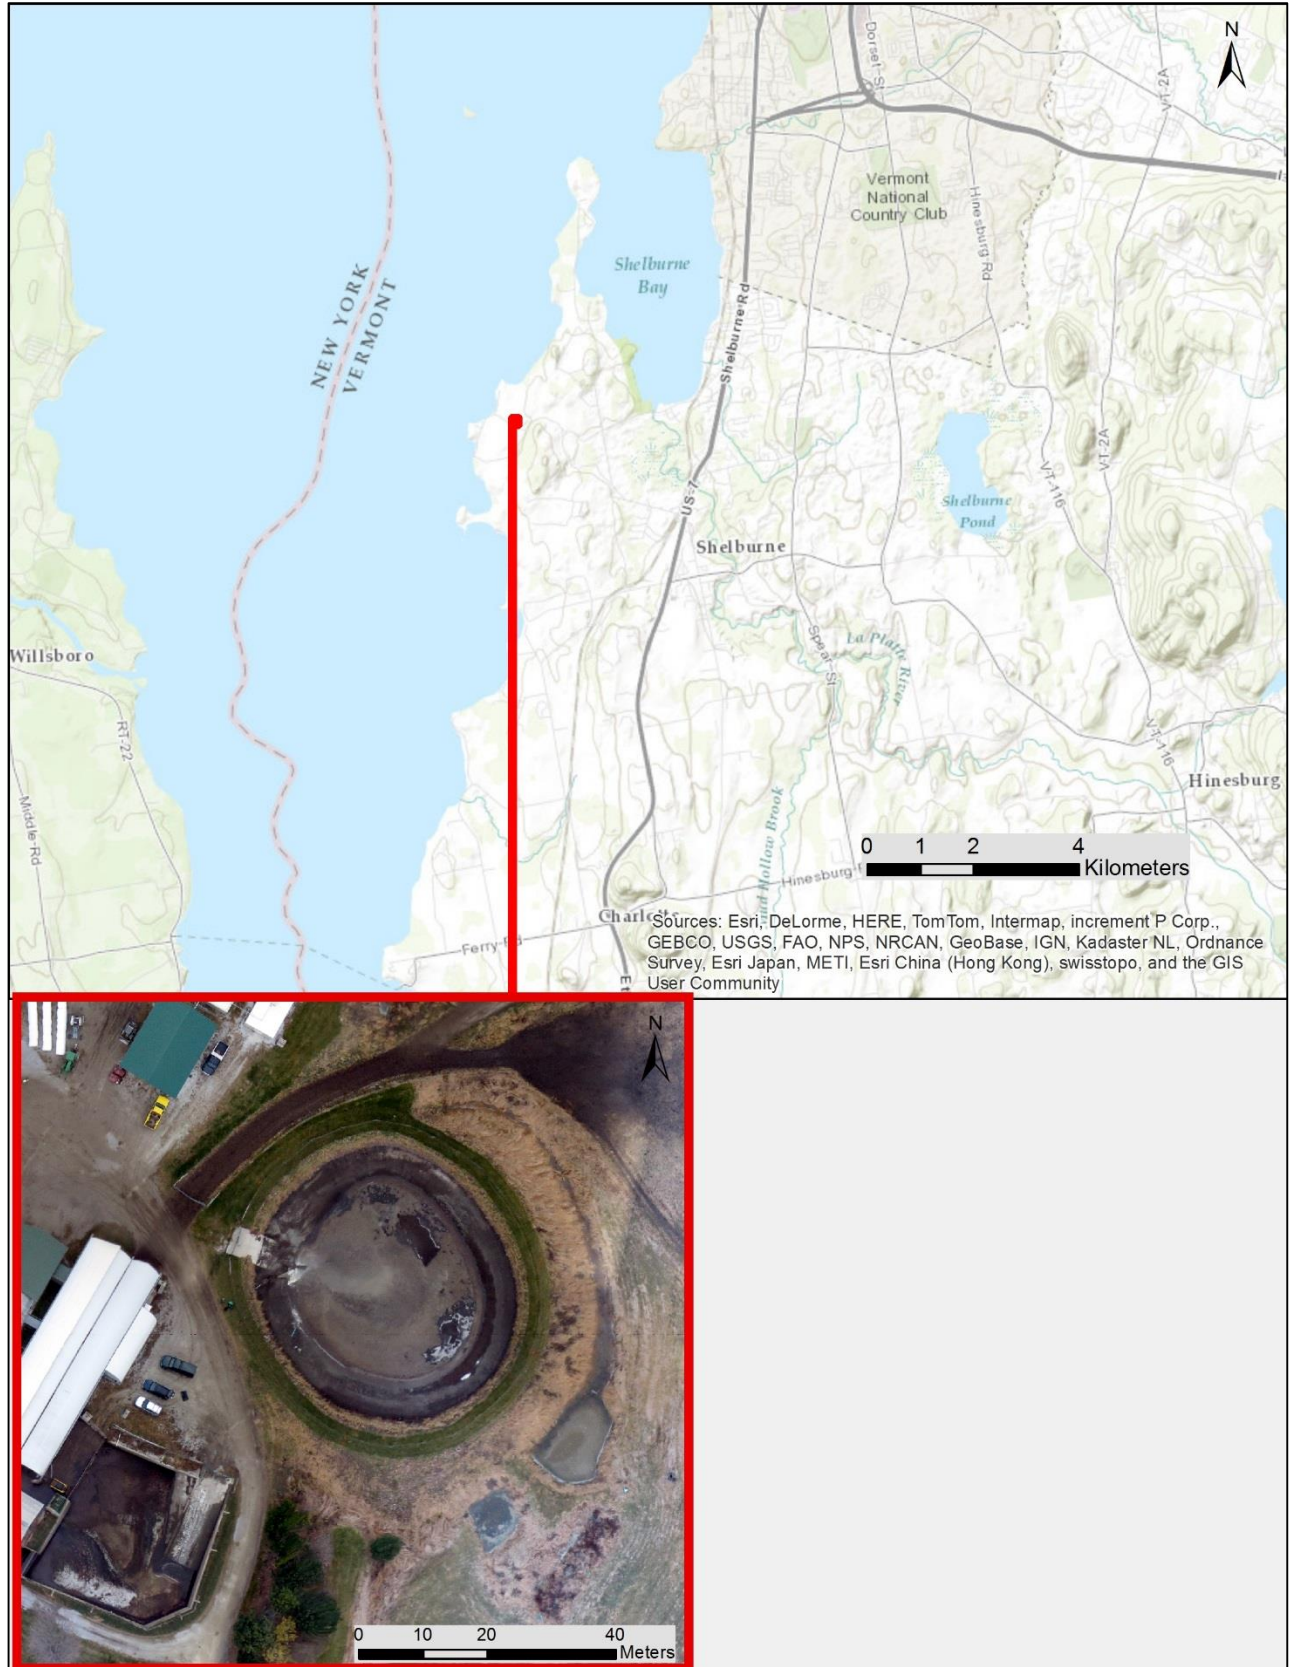 N
Dorset-St
VT-2A
Vermont
National
Country Club
Hinesburg-Rd
Shelburne
Bay
NEW YORK
VERMONT
Shelburne-Rd
VT-2A
US-7
Shelburne
Pond
VT-116
Shelburne
Willsboro
Spear-St
La Platte
River
RT-22
VT-116
Middle-Rd
Hinesburg
Hollow Brook
0 1 2 4
Kilometers
Hinesburg
Ferry-Rd
Sources: Esri, DeLorme, HERE, TomTom, Intermap, increment P Corp.,
GEBCO, USGS, FAO, NPS, NRCAN, GeoBase, IGN, Kadaster NL, Ordnance
Survey, Esri Japan, METI, Esri China (Hong Kong), swisstopo, and the GIS
User Community
N
0 10 20 40
Meters